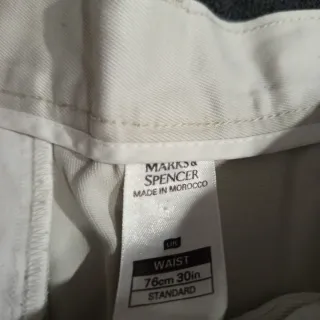 MARKS &
SPENCER
MADE IN MOROCCO
UK
WAIST
76cm 30in
STANDARD